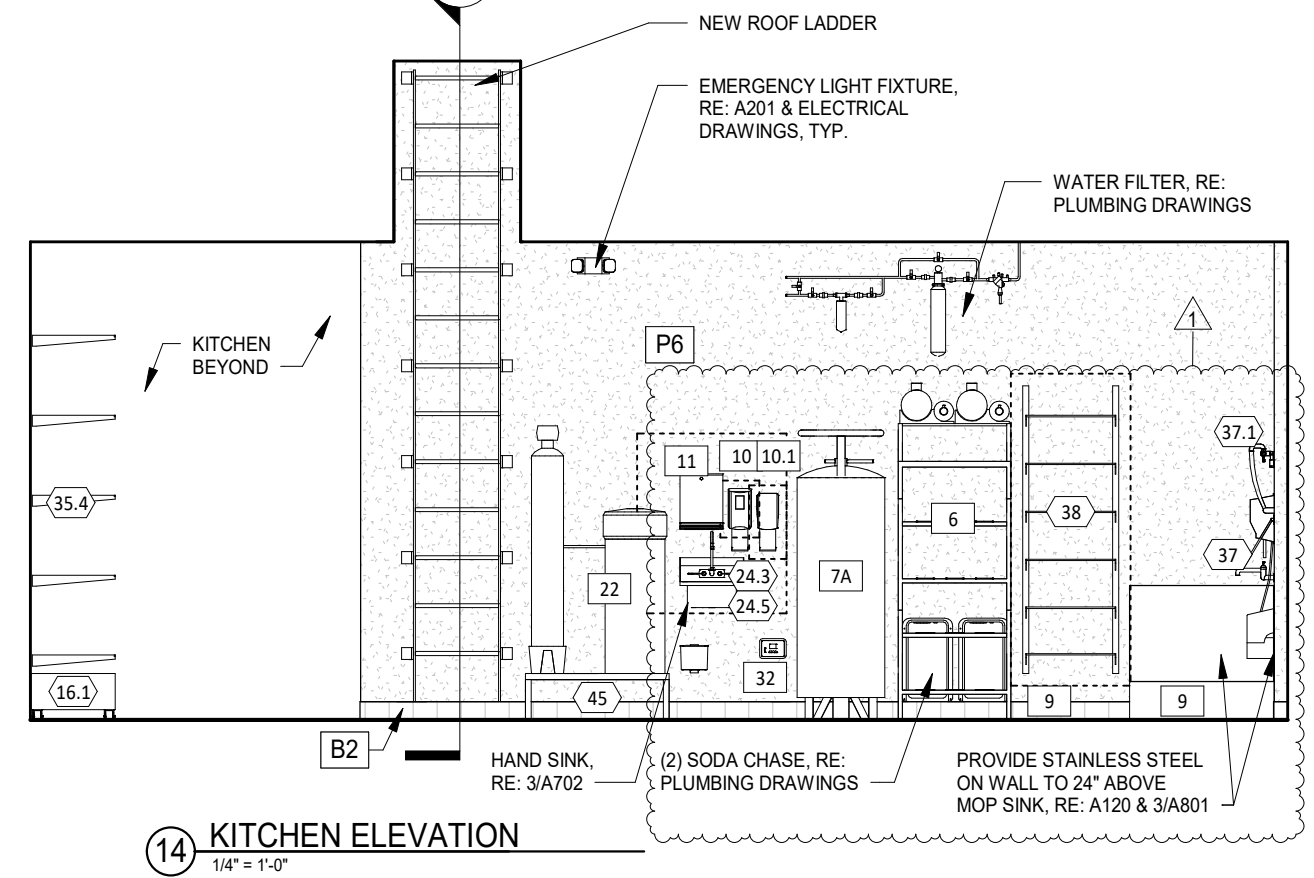 NEW ROOF LADDER
EMERGENCY LIGHT FIXTURE,
RE: A201 & ELECTRICAL
DRAWINGS, TYP.
WATER FILTER, RE:
PLUMBING DRAWINGS
1
KITCHEN
BEYOND
P6
37.1
11
10
10.1
35.4
6
38
37
24.3
7A
22
24.5
32
16.1
45
9
9
B2
HAND SINK,
RE: 3/A702
(2) SODA CHASE, RE:
PLUMBING DRAWINGS
PROVIDE STAINLESS STEEL
ON WALL TO 24" ABOVE
MOP SINK, RE: A120 & 3/A801
14
KITCHEN ELEVATION
1/4" = 1'-0"